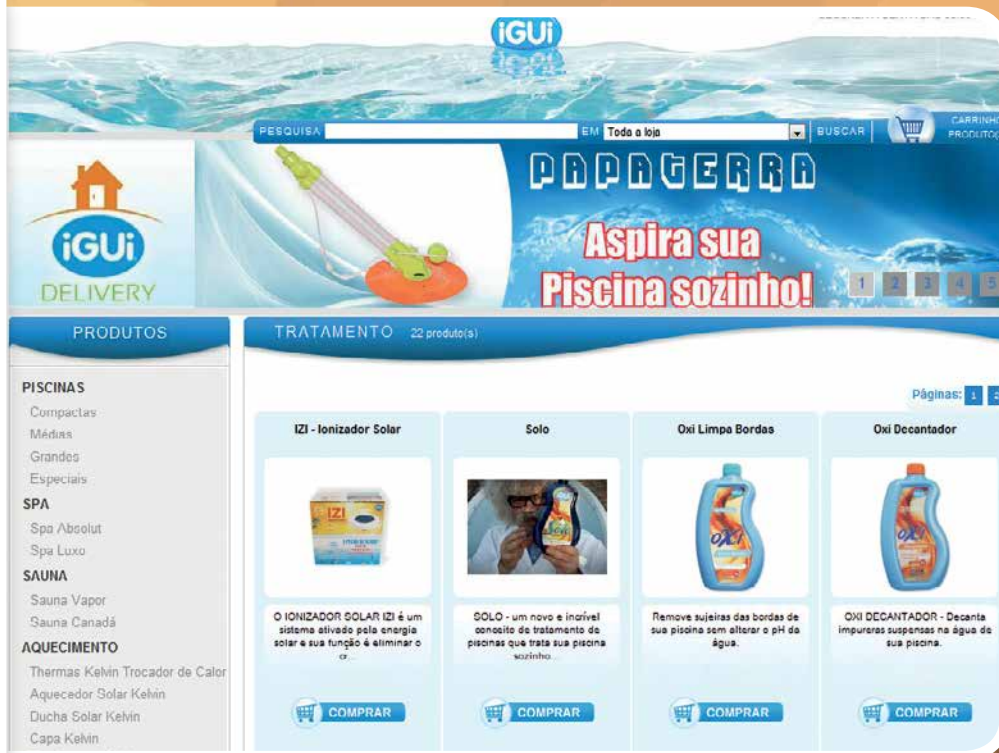 iGUi
PESQUISA EM Toda a loja BUSCAR CARRINHO
PRODUTOS
iGUi
DELIVERY
PAPATERRA
Aspira sua
Piscina sozinho!
1 2 3 4 5
PRODUTOS
TRATAMENTO 22 produto(s)
Páginas: 1 2
PISCINAS
Compactas
Médias
Grandes
Especiais
SPA
Spa Absolut
Spa Luxo
SAUNA
Sauna Vapor
Sauna Canadá
AQUECIMENTO
Thermas Kelvin Trocador de Calor
Aquecedor Solar Kelvin
Ducha Solar Kelvin
Capa Kelvin
IZI - Ionizador Solar
IZI
O IONIZADOR SOLAR IZI é um
sistema ativado pela energia
solar e sua função é eliminar o
cr...
COMPRAR
Solo
iGUi
SOLO - um novo e incrível
conceito de tratamento de
piscinas que trata sua piscina
sozinho...
COMPRAR
Oxi Limpa Bordas
OXI
Remove sujeiras das bordas de
sua piscina sem alterar o pH da
água.
COMPRAR
Oxi Decantador
OXI
OXI DECANTADOR - Decanta
impurezas suspensas na água de
sua piscina.
COMPRAR